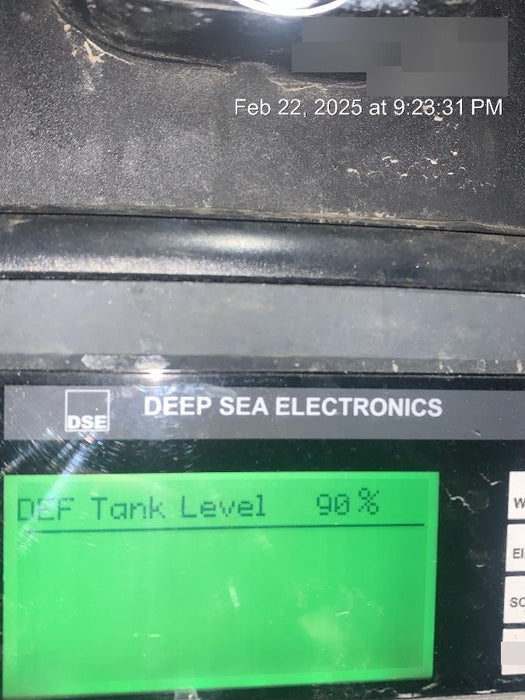 Feb 22, 2025 at 9:23:31 PM
DSE
DEEP SEA ELECTRONICS
DEF Tank Level 90%